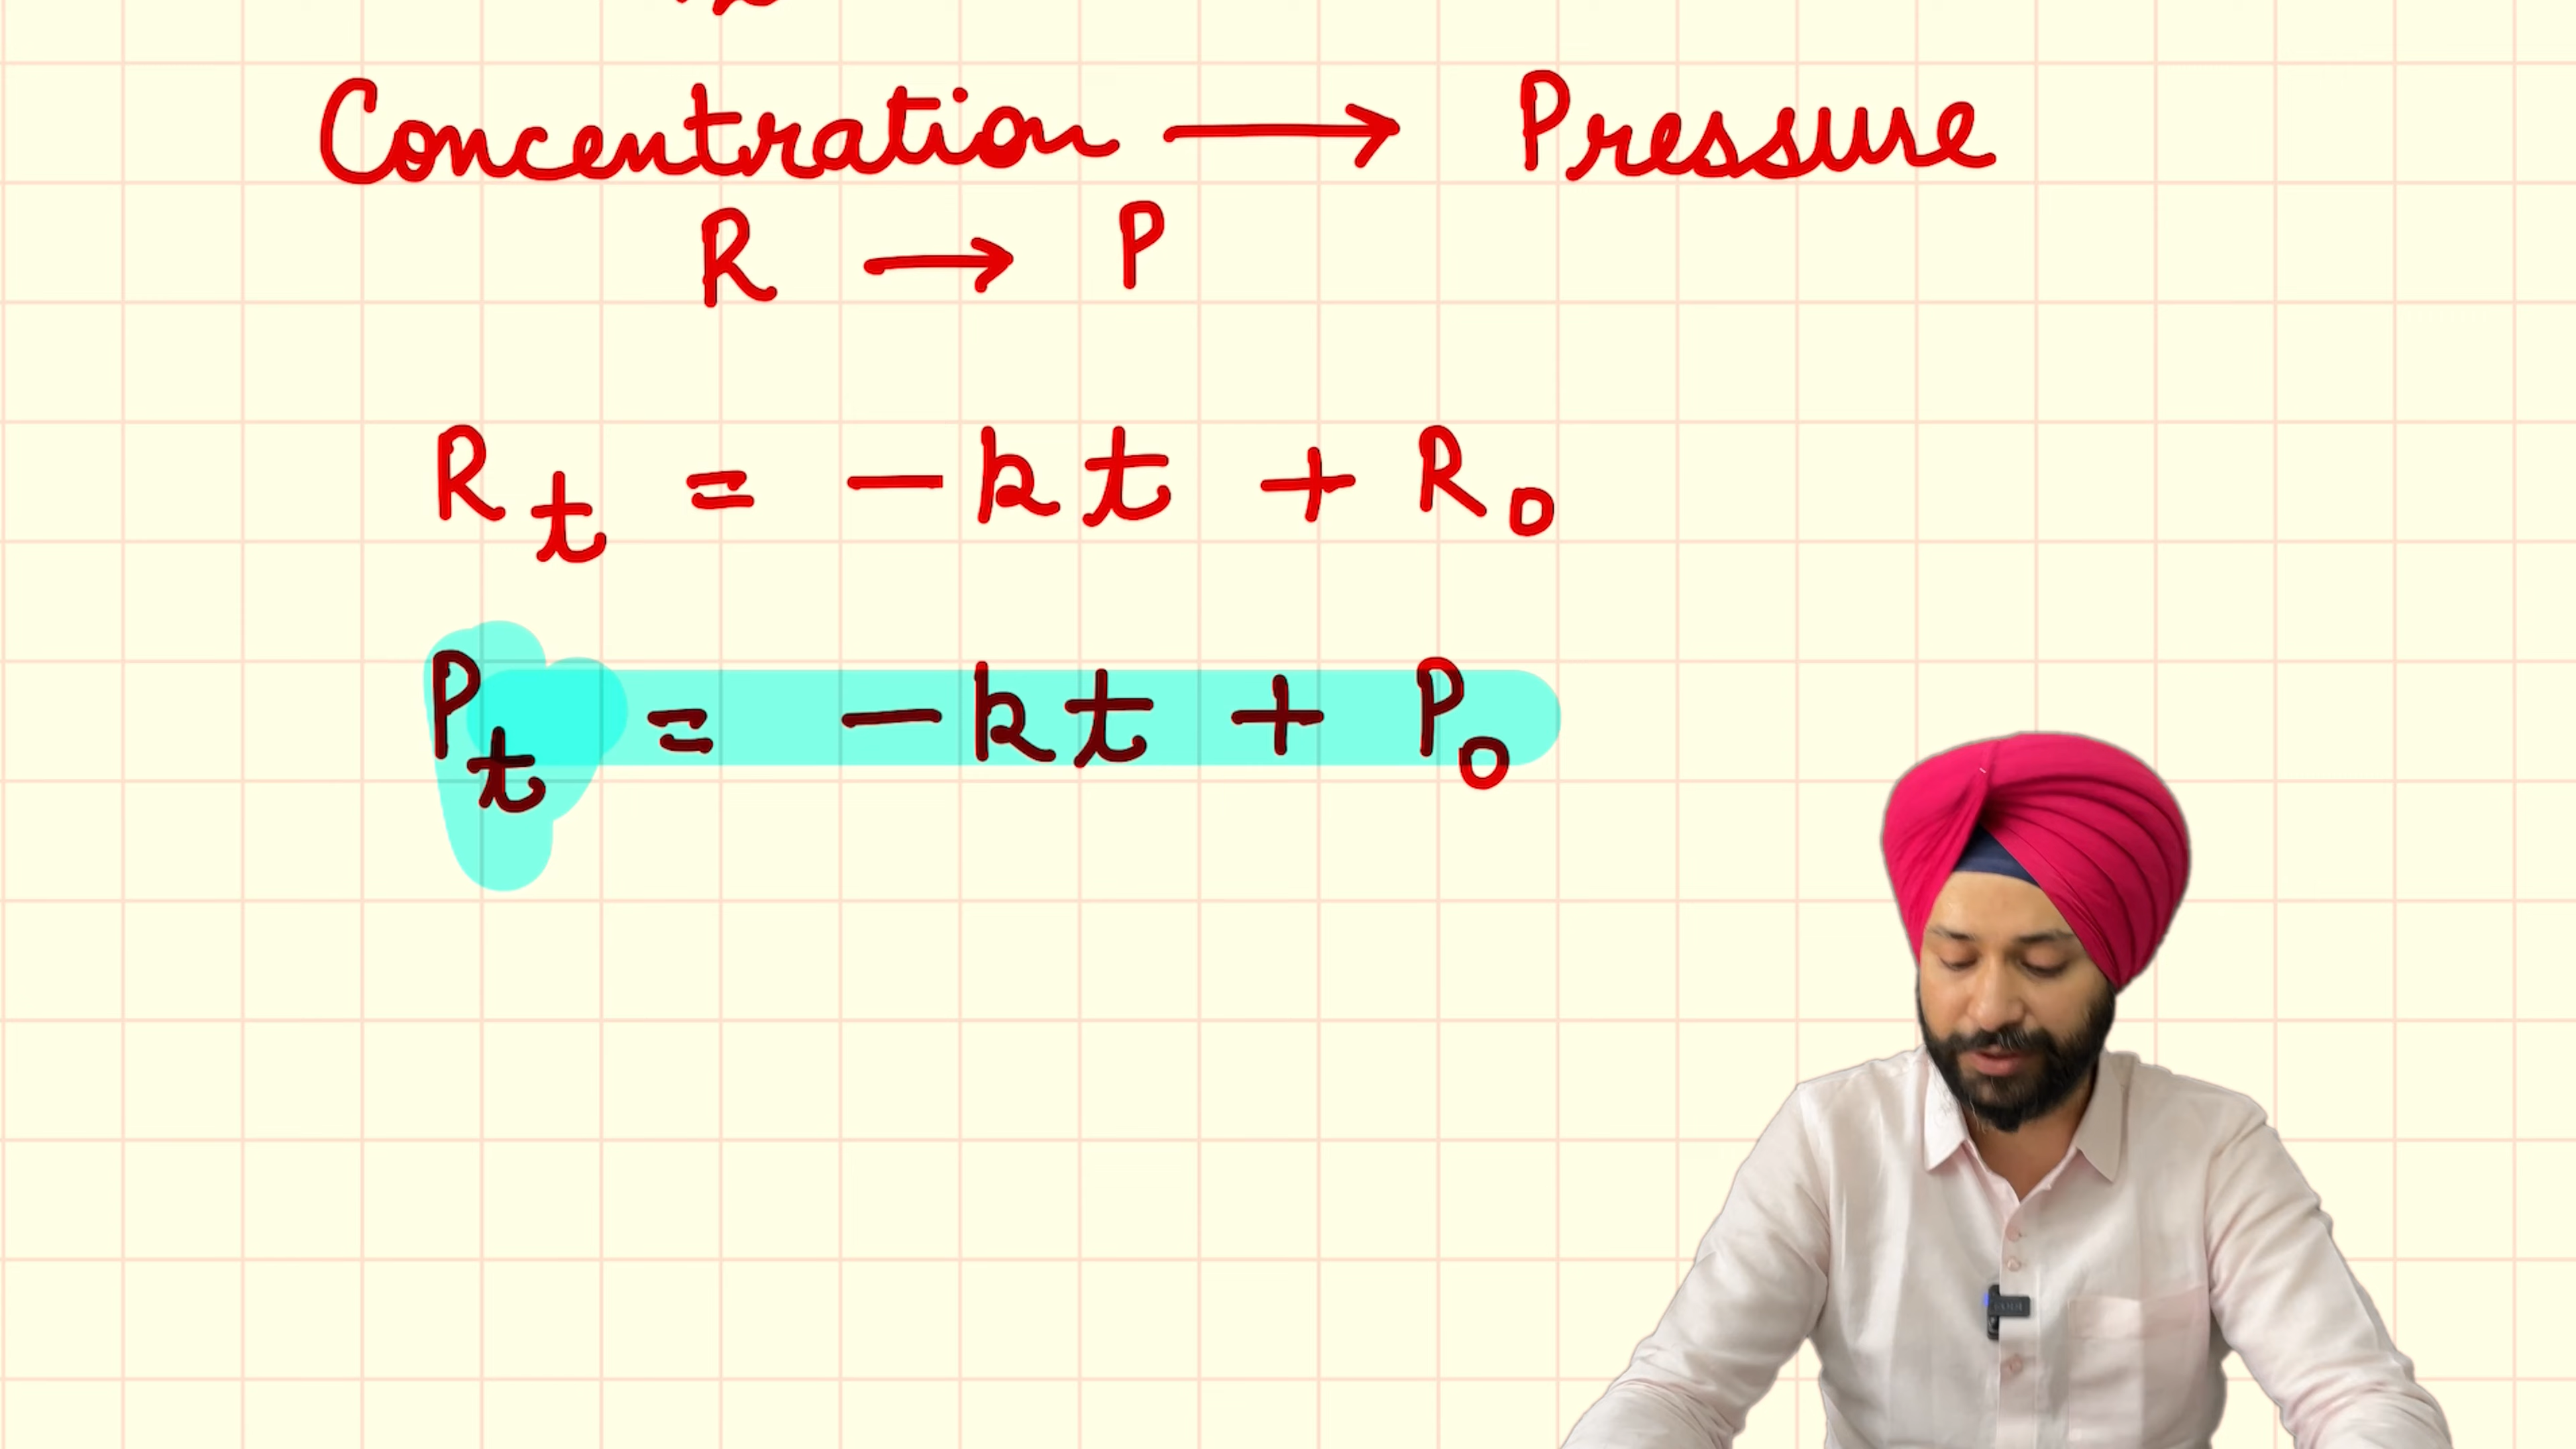 Concentration → Pressure
R → P
Rₜ = -kt + R₀
Pₜ = -kt + P₀